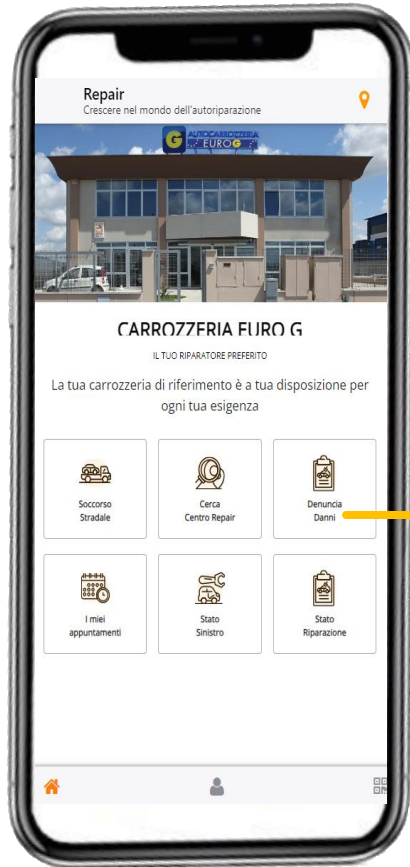 Repair
Crescere nel mondo dell'autoriparazione
G AUTOCARROZZERIA
EURO G
CARROZZERIA EURO G
IL TUO RIPARATORE PREFERITO
La tua carrozzeria di riferimento è a tua disposizione per
ogni tua esigenza
Soccorso
Stradale
Cerca
Centro Repair
Denuncia
Danni
I miei
appuntamenti
Stato
Sinistro
Stato
Riparazione